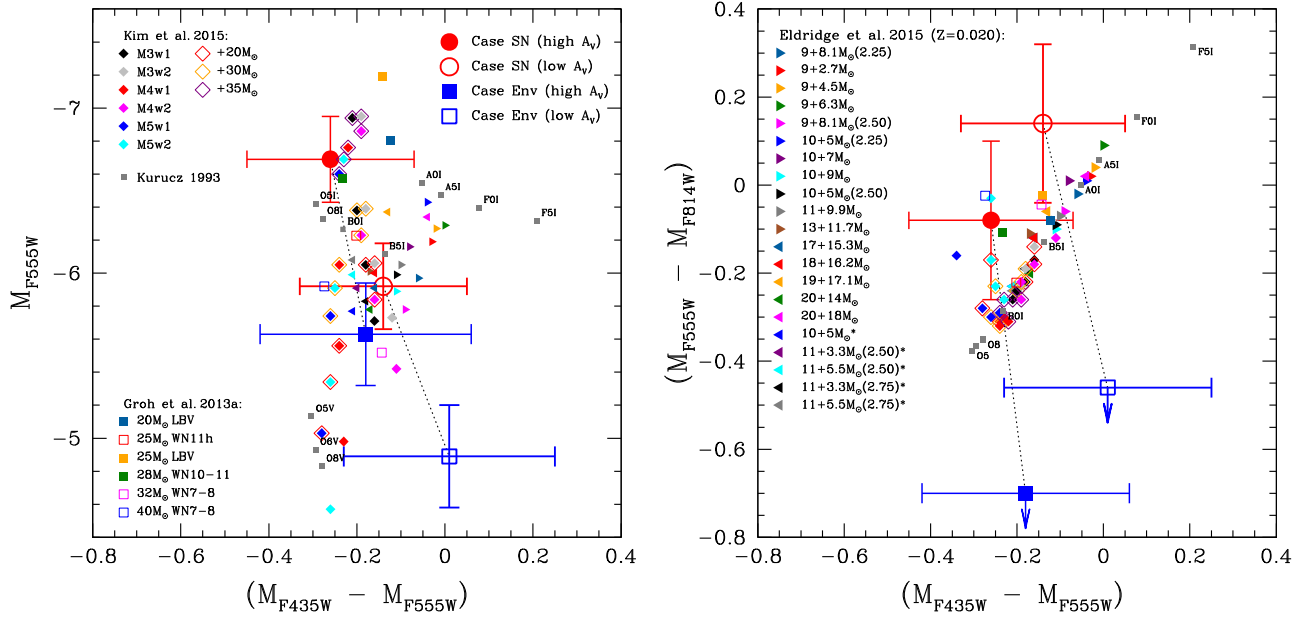 Kim et al. 2015:
M3w1
M3w2
M4w1
M4w2
M5w1
M5w2
+20M⊙
+30M⊙
+35M⊙
Kurucz 1993
Case SN (high Av)
Case SN (low Av)
Case Env (high Av)
Case Env (low Av)
A0I
A5I
F0I
F5I
O5I
O8I
B0I
B5I
O5V
O6V
O8V
Groh et al. 2013a:
20M⊙ LBV
25M⊙ WN11h
25M⊙ LBV
28M⊙ WN10-11
32M⊙ WN7-8
40M⊙ WN7-8
MF555W
-7
-6
-5
-0.8
-0.6
-0.4
-0.2
0
0.2
0.4
(MF435W - MF555W)
Eldridge et al. 2015 (Z=0.020):
9+8.1M⊙(2.25)
9+2.7M⊙
9+4.5M⊙
9+6.3M⊙
9+8.1M⊙(2.50)
10+5M⊙(2.25)
10+7M⊙
10+9M⊙
10+5M⊙(2.50)
11+9.9M⊙
13+11.7M⊙
17+15.3M⊙
18+16.2M⊙
19+17.1M⊙
20+14M⊙
20+18M⊙
10+5M⊙*
11+3.3M⊙(2.50)*
11+5.5M⊙(2.50)*
11+3.3M⊙(2.75)*
11+5.5M⊙(2.75)*
F5I
F0I
A5I
A0I
B5I
B0I
O8
O5
(MF555W - MF814W)
0.4
0.2
0
-0.2
-0.4
-0.6
-0.8
-0.8
-0.6
-0.4
-0.2
0
0.2
0.4
(MF435W - MF555W)